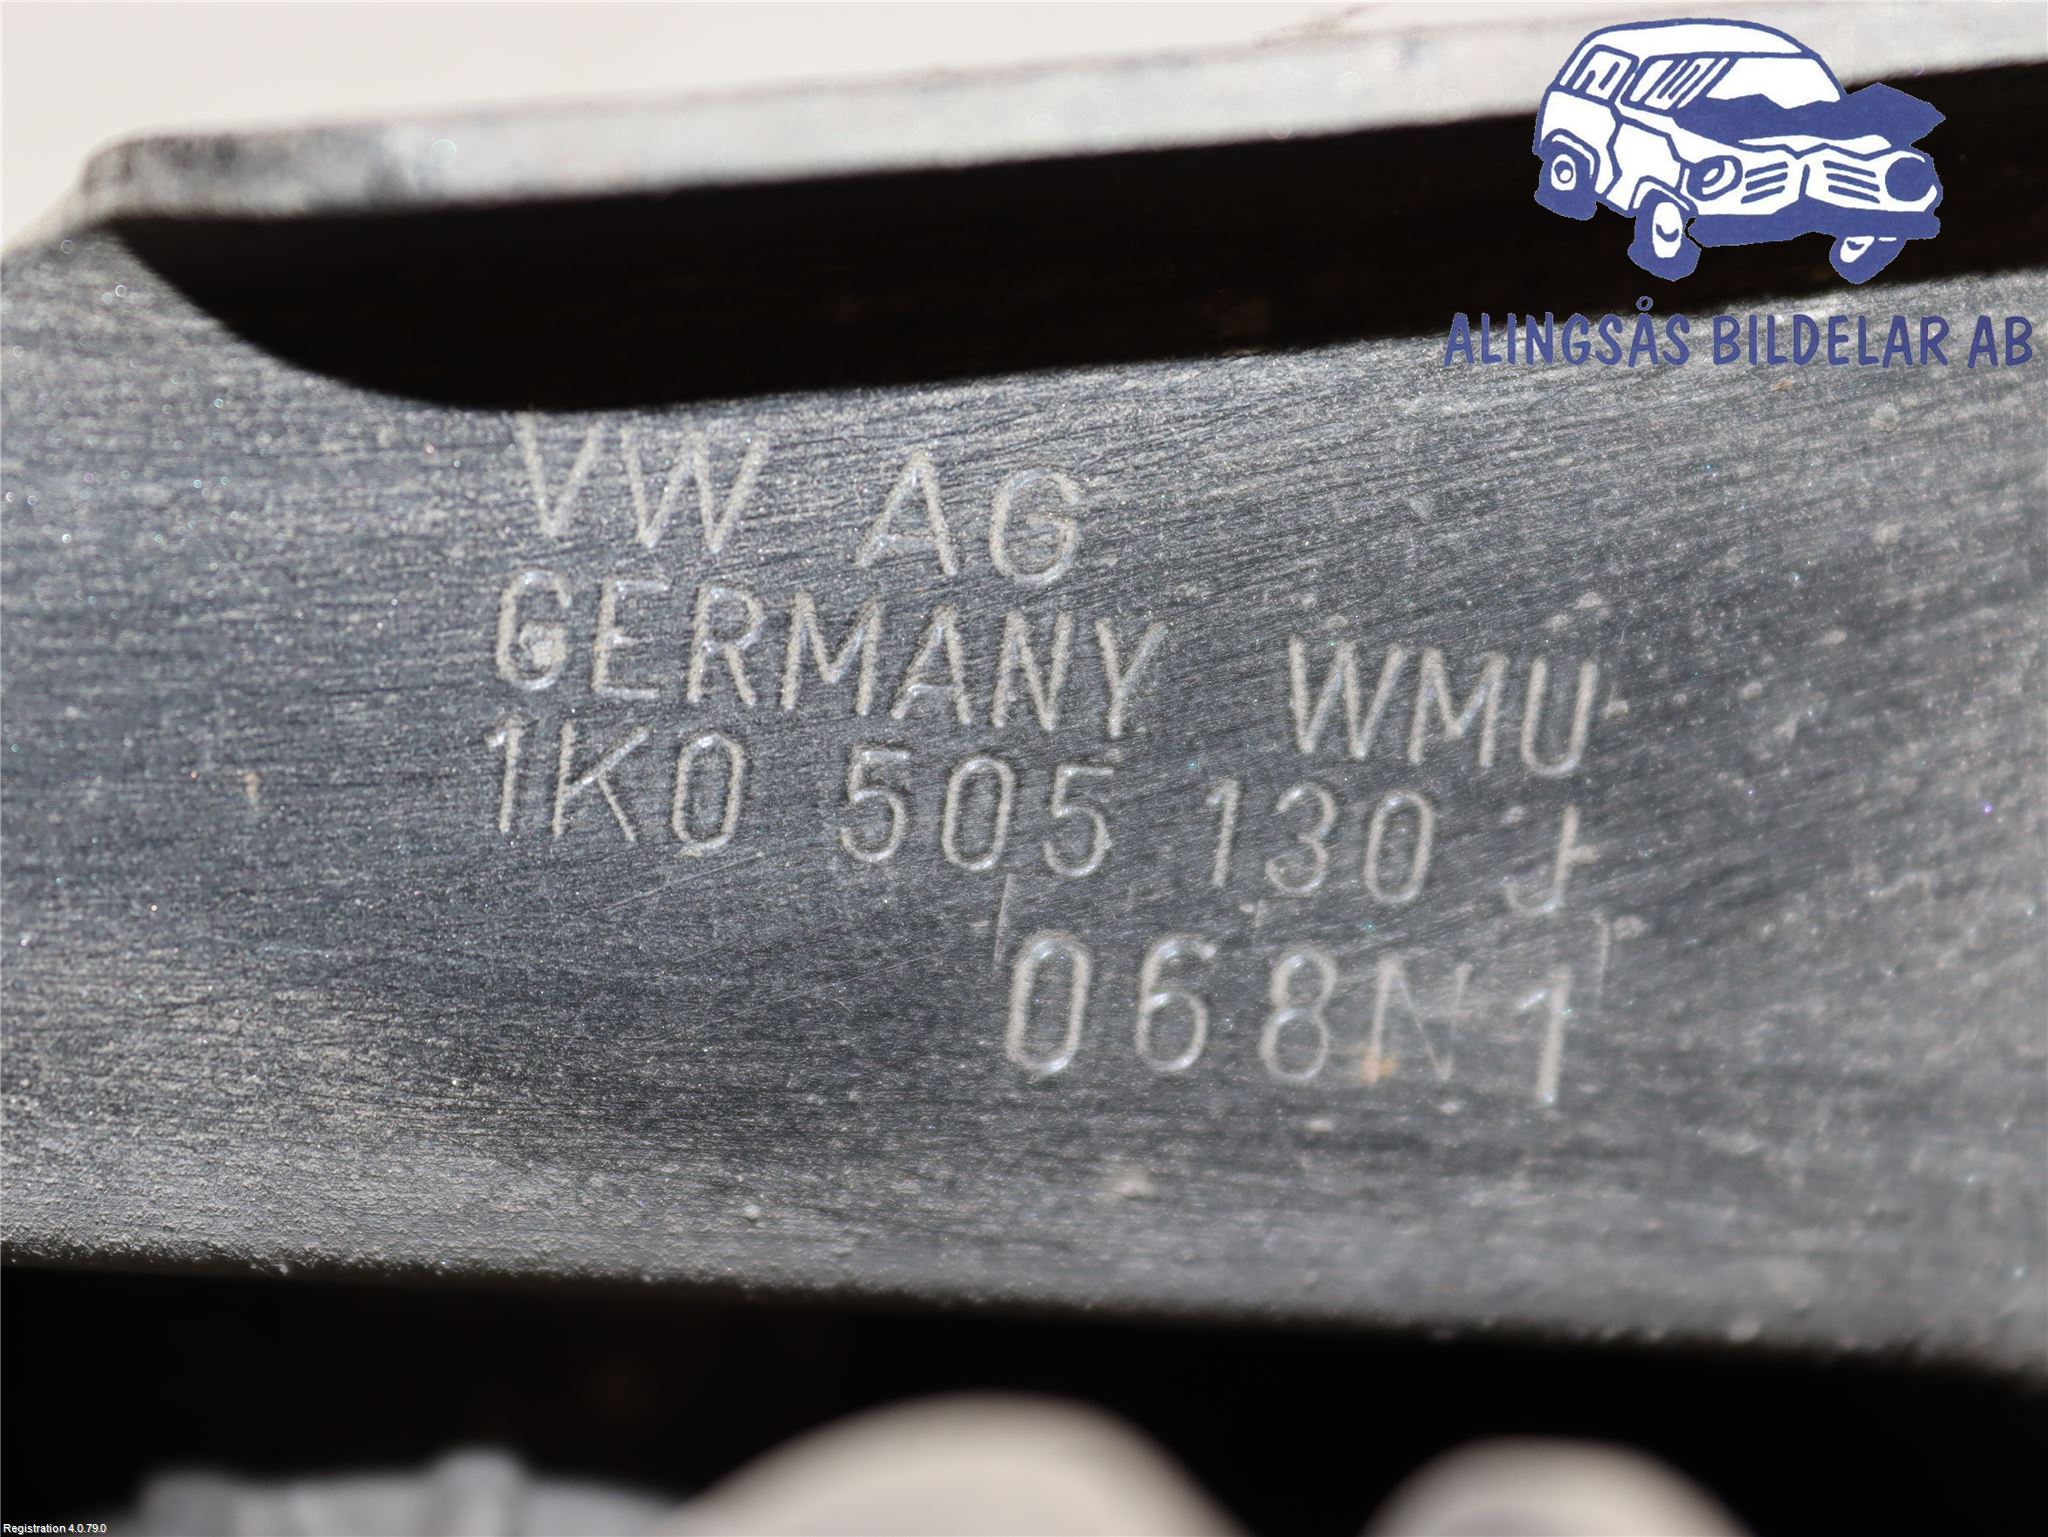 ALINGSÅS BILDELAR AB
VW AG
GERMANY WMU
1K0 505 130 J
068N1
Registration 4.0.79.0